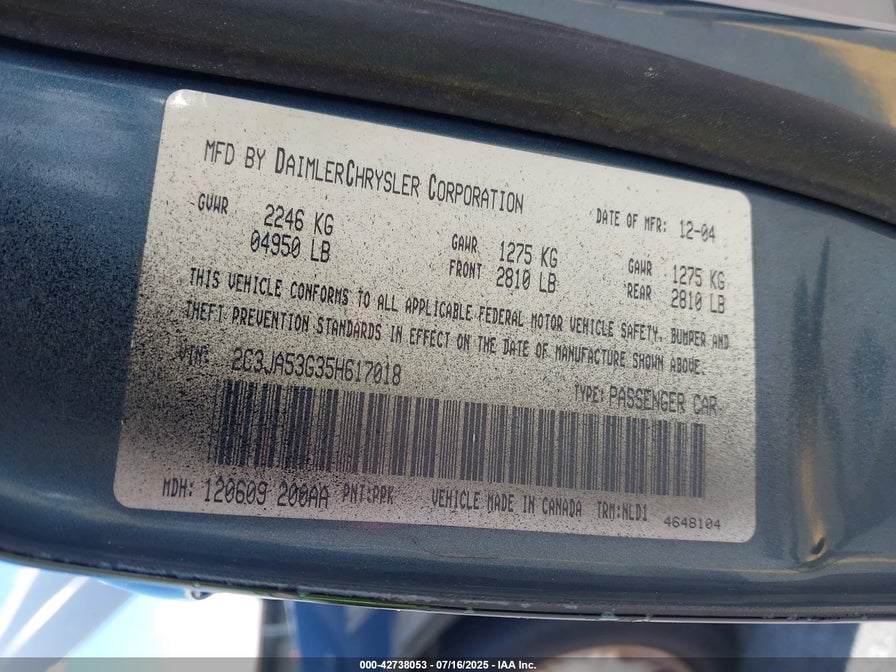 MFD BY DAIMLERCHRYSLER CORPORATION
DATE OF MFR: 12-04
GVWR 2246 KG
04950 LB
GAWR FRONT 1275 KG
2810 LB
GAWR REAR 1275 KG
2810 LB
THIS VEHICLE CONFORMS TO ALL APPLICABLE FEDERAL MOTOR VEHICLE SAFETY, BUMPER AND
THEFT PREVENTION STANDARDS IN EFFECT ON THE DATE OF MANUFACTURE SHOWN ABOVE.
VIN: 2C3JA53G35H617018
TYPE: PASSENGER CAR
MDH: 120609 200AA PNT:PPK VEHICLE MADE IN CANADA TRM:NLD1
4648104
000-42738053 - 07/16/2025 - IAA Inc.